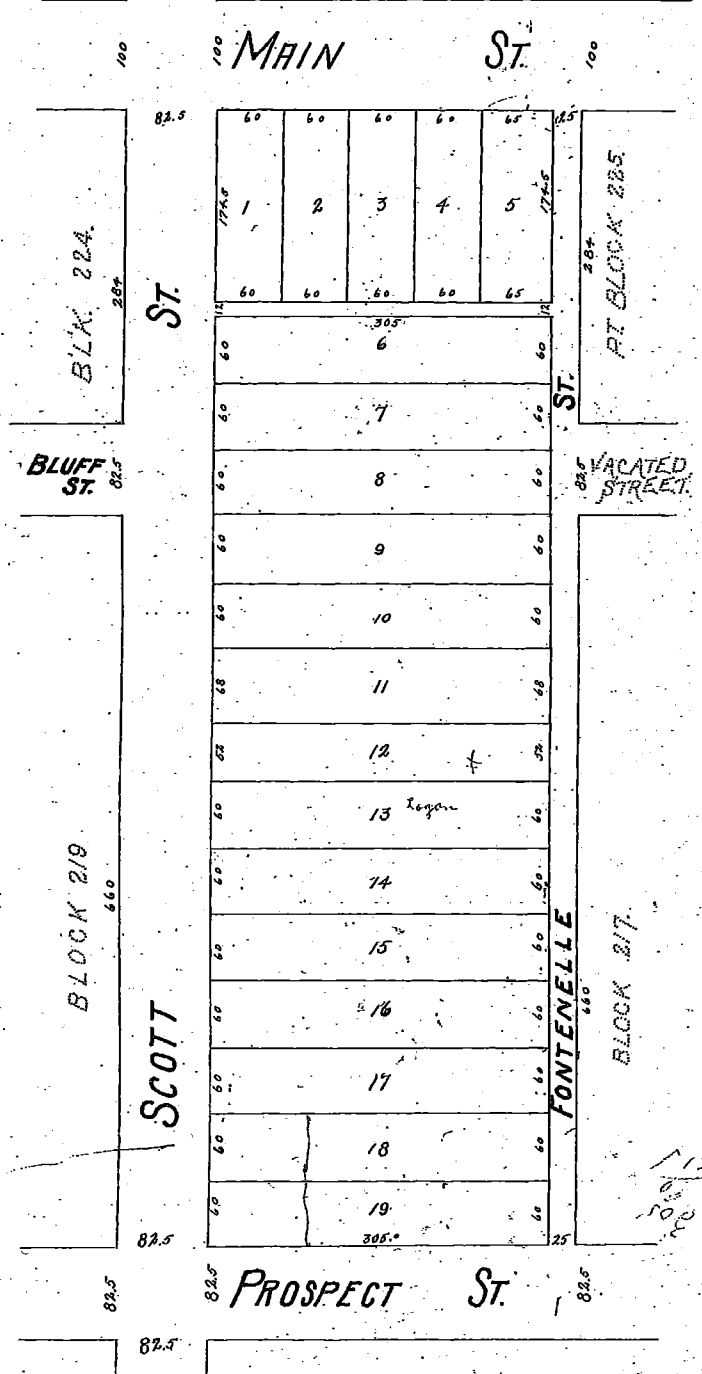 100 100 MAIN ST. 100
82.5 60 60 60 60 65 25
174.5 1 2 3 4 5 174.5
BLK. 224. 284
284 PT. BLOCK 225.
60 60 60 60 65
12 12
305
60 6 60
60 7 60
60 8 60
BLUFF ST. 82.5
82.5 VACATED STREET.
60 9 60
60 10 60
68 11 68
52 12 # 52
60 13 Logan 60
60 14 60
60 15 60
60 16 60
60 17 60
60 18 60
60 19 60
305.
BLOCK 219 660
SCOTT ST.
FONTENELLE ST.
660 BLOCK 217.
82.5 25
82.5 82.5 PROSPECT ST. 82.5
82.5